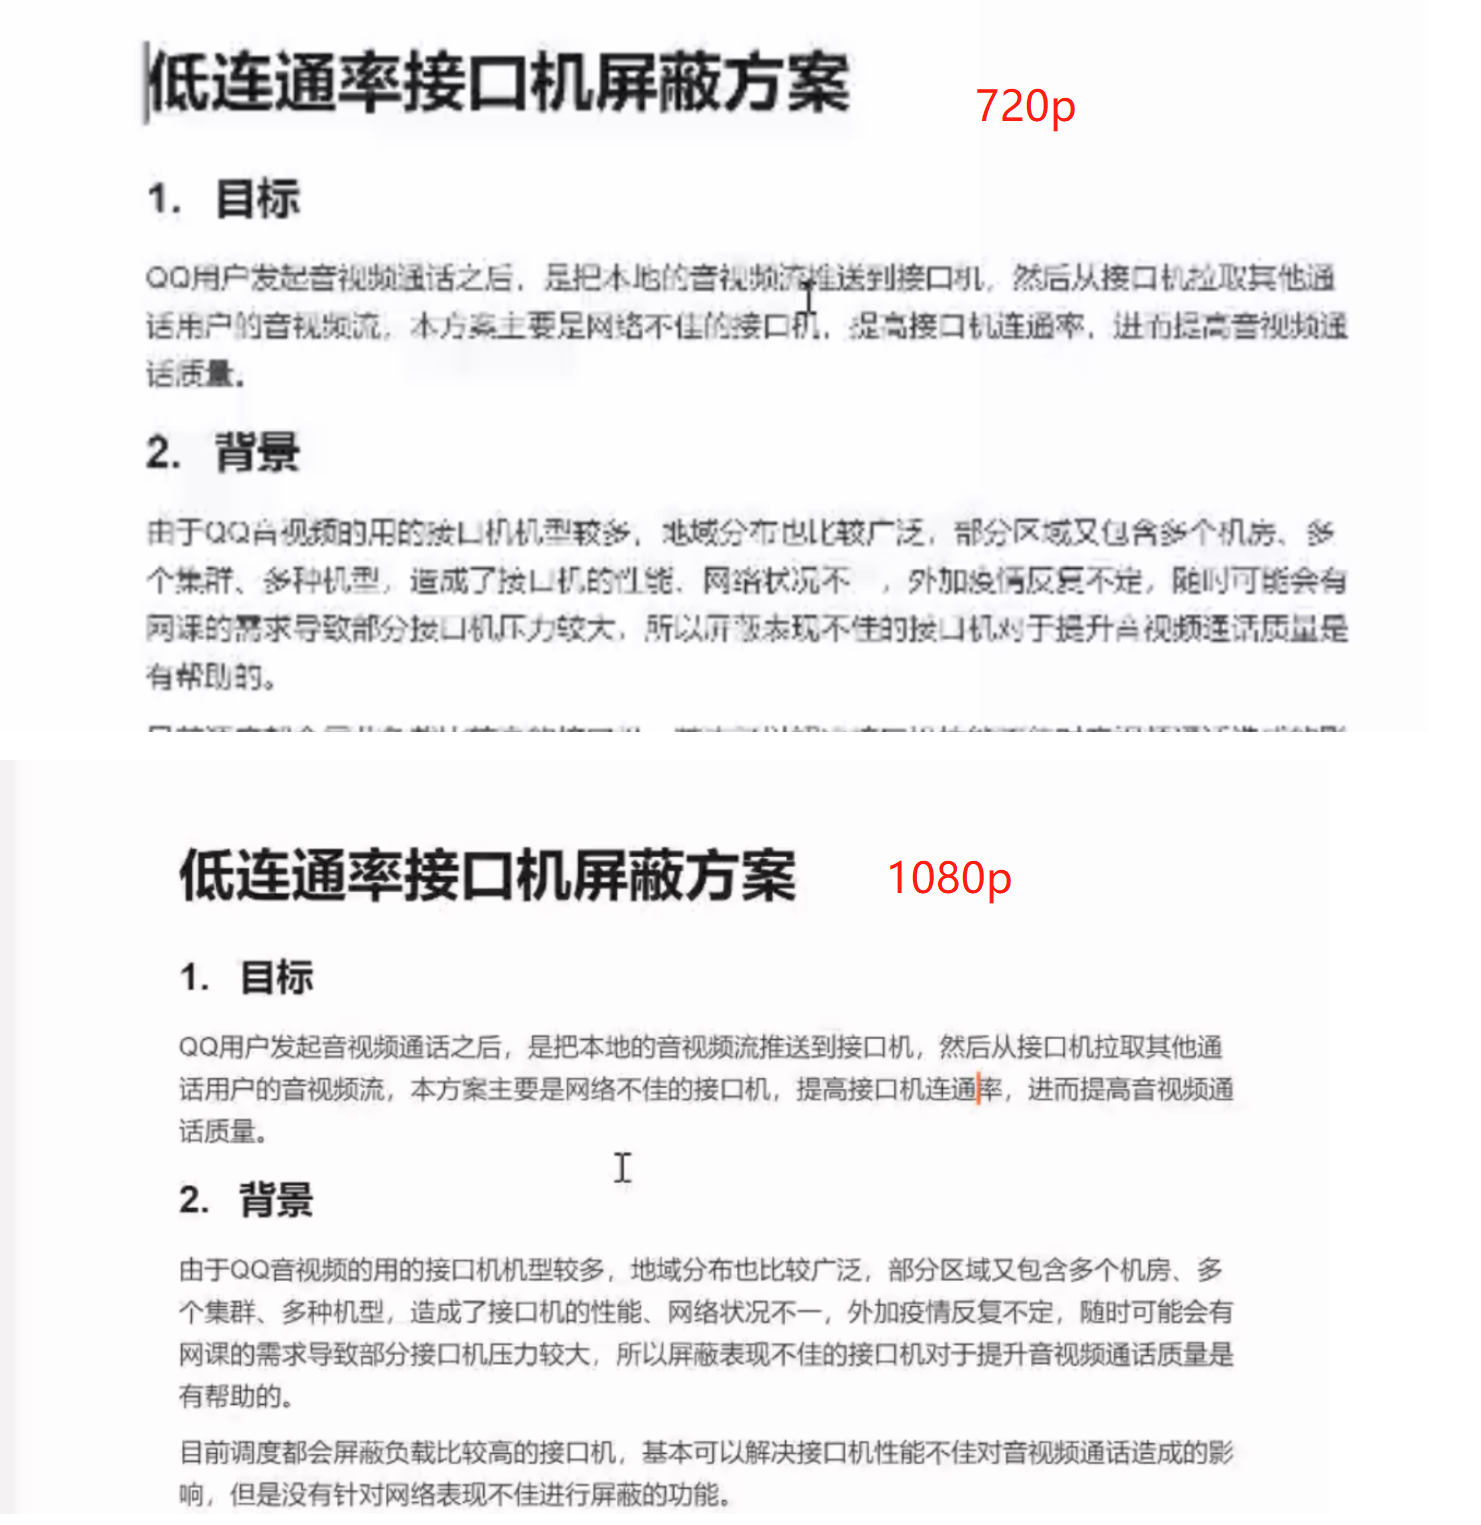 低连通率接口机屏蔽方案
720p
1. 目标
QQ用户发起音视频通话之后，是把本地的音视频流推送到接口机，然后从接口机拉取其他通
话用户的音视频流，本方案主要是网络不佳的接口机，提高接口机连通率，进而提高音视频通
话质量。
2. 背景
由于QQ音视频的用的接口机机型较多，地域分布也比较广泛，部分区域又包含多个机房、多
个集群、多种机型，造成了接口机的性能、网络状况不 ，外加疫情反复不定，随时可能会有
网课的需求导致部分接口机压力较大，所以屏蔽表现不佳的接口机对于提升音视频通话质量是
有帮助的。
低连通率接口机屏蔽方案
1080p
1. 目标
QQ用户发起音视频通话之后，是把本地的音视频流推送到接口机，然后从接口机拉取其他通
话用户的音视频流，本方案主要是网络不佳的接口机，提高接口机连通率，进而提高音视频通
话质量。
2. 背景
由于QQ音视频的用的接口机机型较多，地域分布也比较广泛，部分区域又包含多个机房、多
个集群、多种机型，造成了接口机的性能、网络状况不一，外加疫情反复不定，随时可能会有
网课的需求导致部分接口机压力较大，所以屏蔽表现不佳的接口机对于提升音视频通话质量是
有帮助的。
目前调度都会屏蔽负载比较高的接口机，基本可以解决接口机性能不佳对音视频通话造成的影
响，但是没有针对网络表现不佳进行屏蔽的功能。